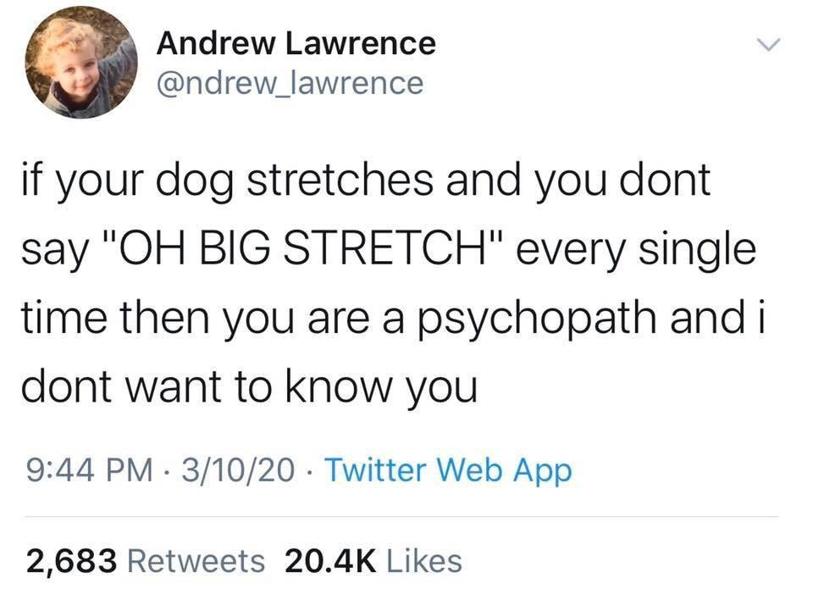 Andrew Lawrence
@ndrew_lawrence
if your dog stretches and you dont
say "OH BIG STRETCH" every single
time then you are a psychopath and i
dont want to know you
9:44 PM · 3/10/20 · Twitter Web App
2,683 Retweets 20.4K Likes